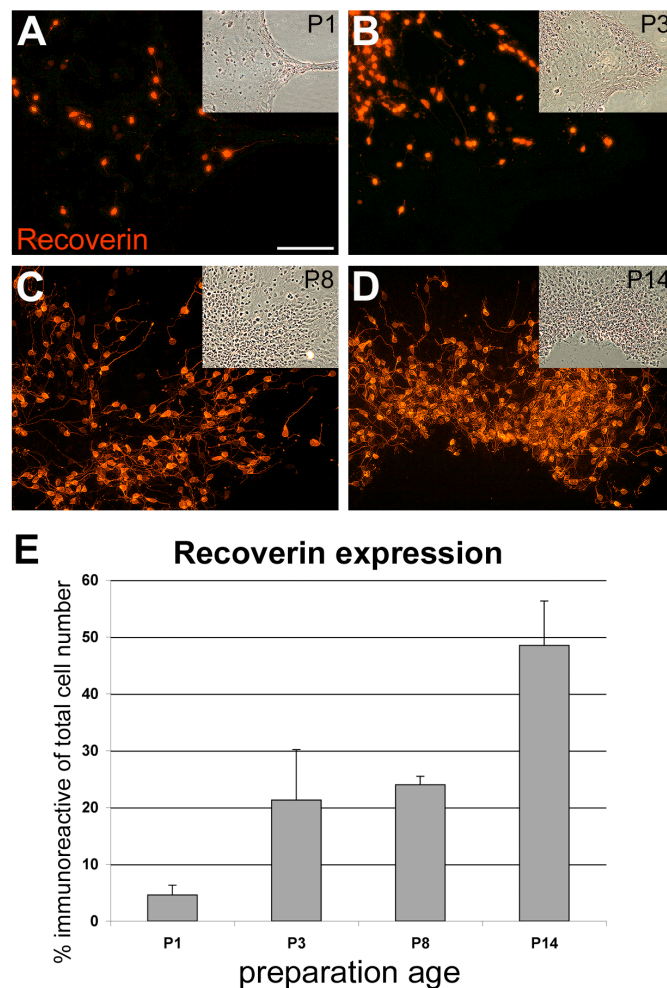 A
P1
B
P3
Recoverin
C
P8
D
P14
E
Recoverin expression
% immunoreactive of total cell number
60
50
40
30
20
10
0
P1 P3 P8 P14
preparation age